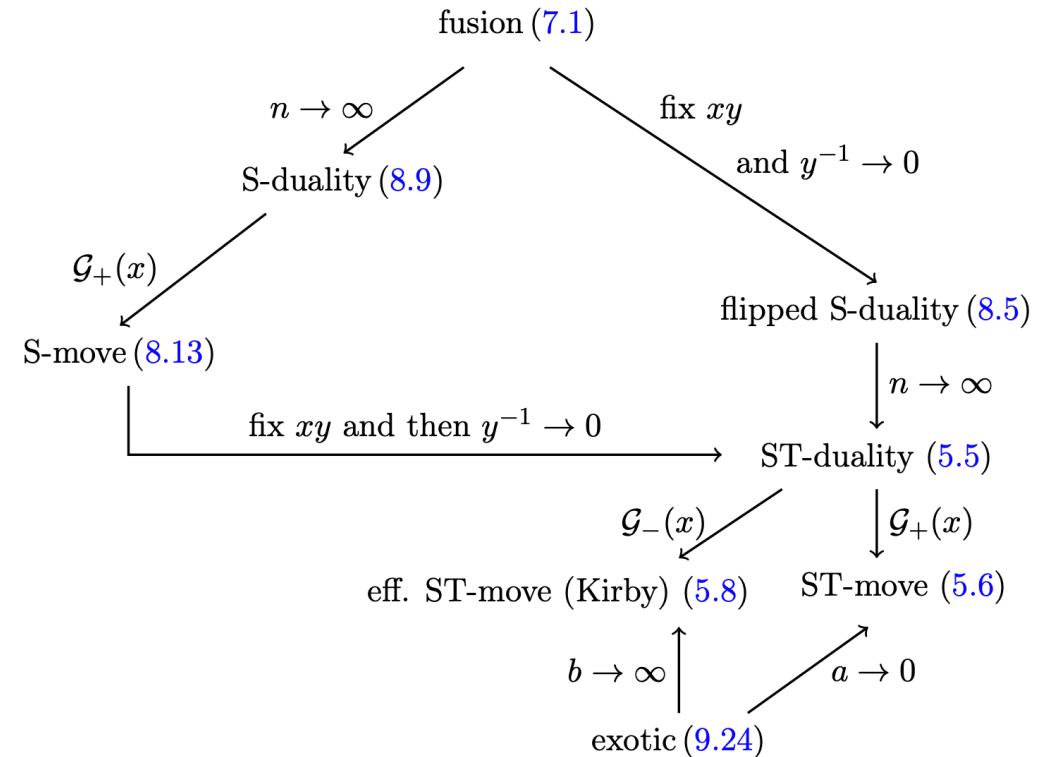 fusion (7.1)
n → ∞
fix xy
and y⁻¹ → 0
S-duality (8.9)
𝒢₊(x)
flipped S-duality (8.5)
S-move (8.13)
n → ∞
fix xy and then y⁻¹ → 0
ST-duality (5.5)
𝒢₋(x)
𝒢₊(x)
eff. ST-move (Kirby) (5.8)
ST-move (5.6)
b → ∞
a → 0
exotic (9.24)